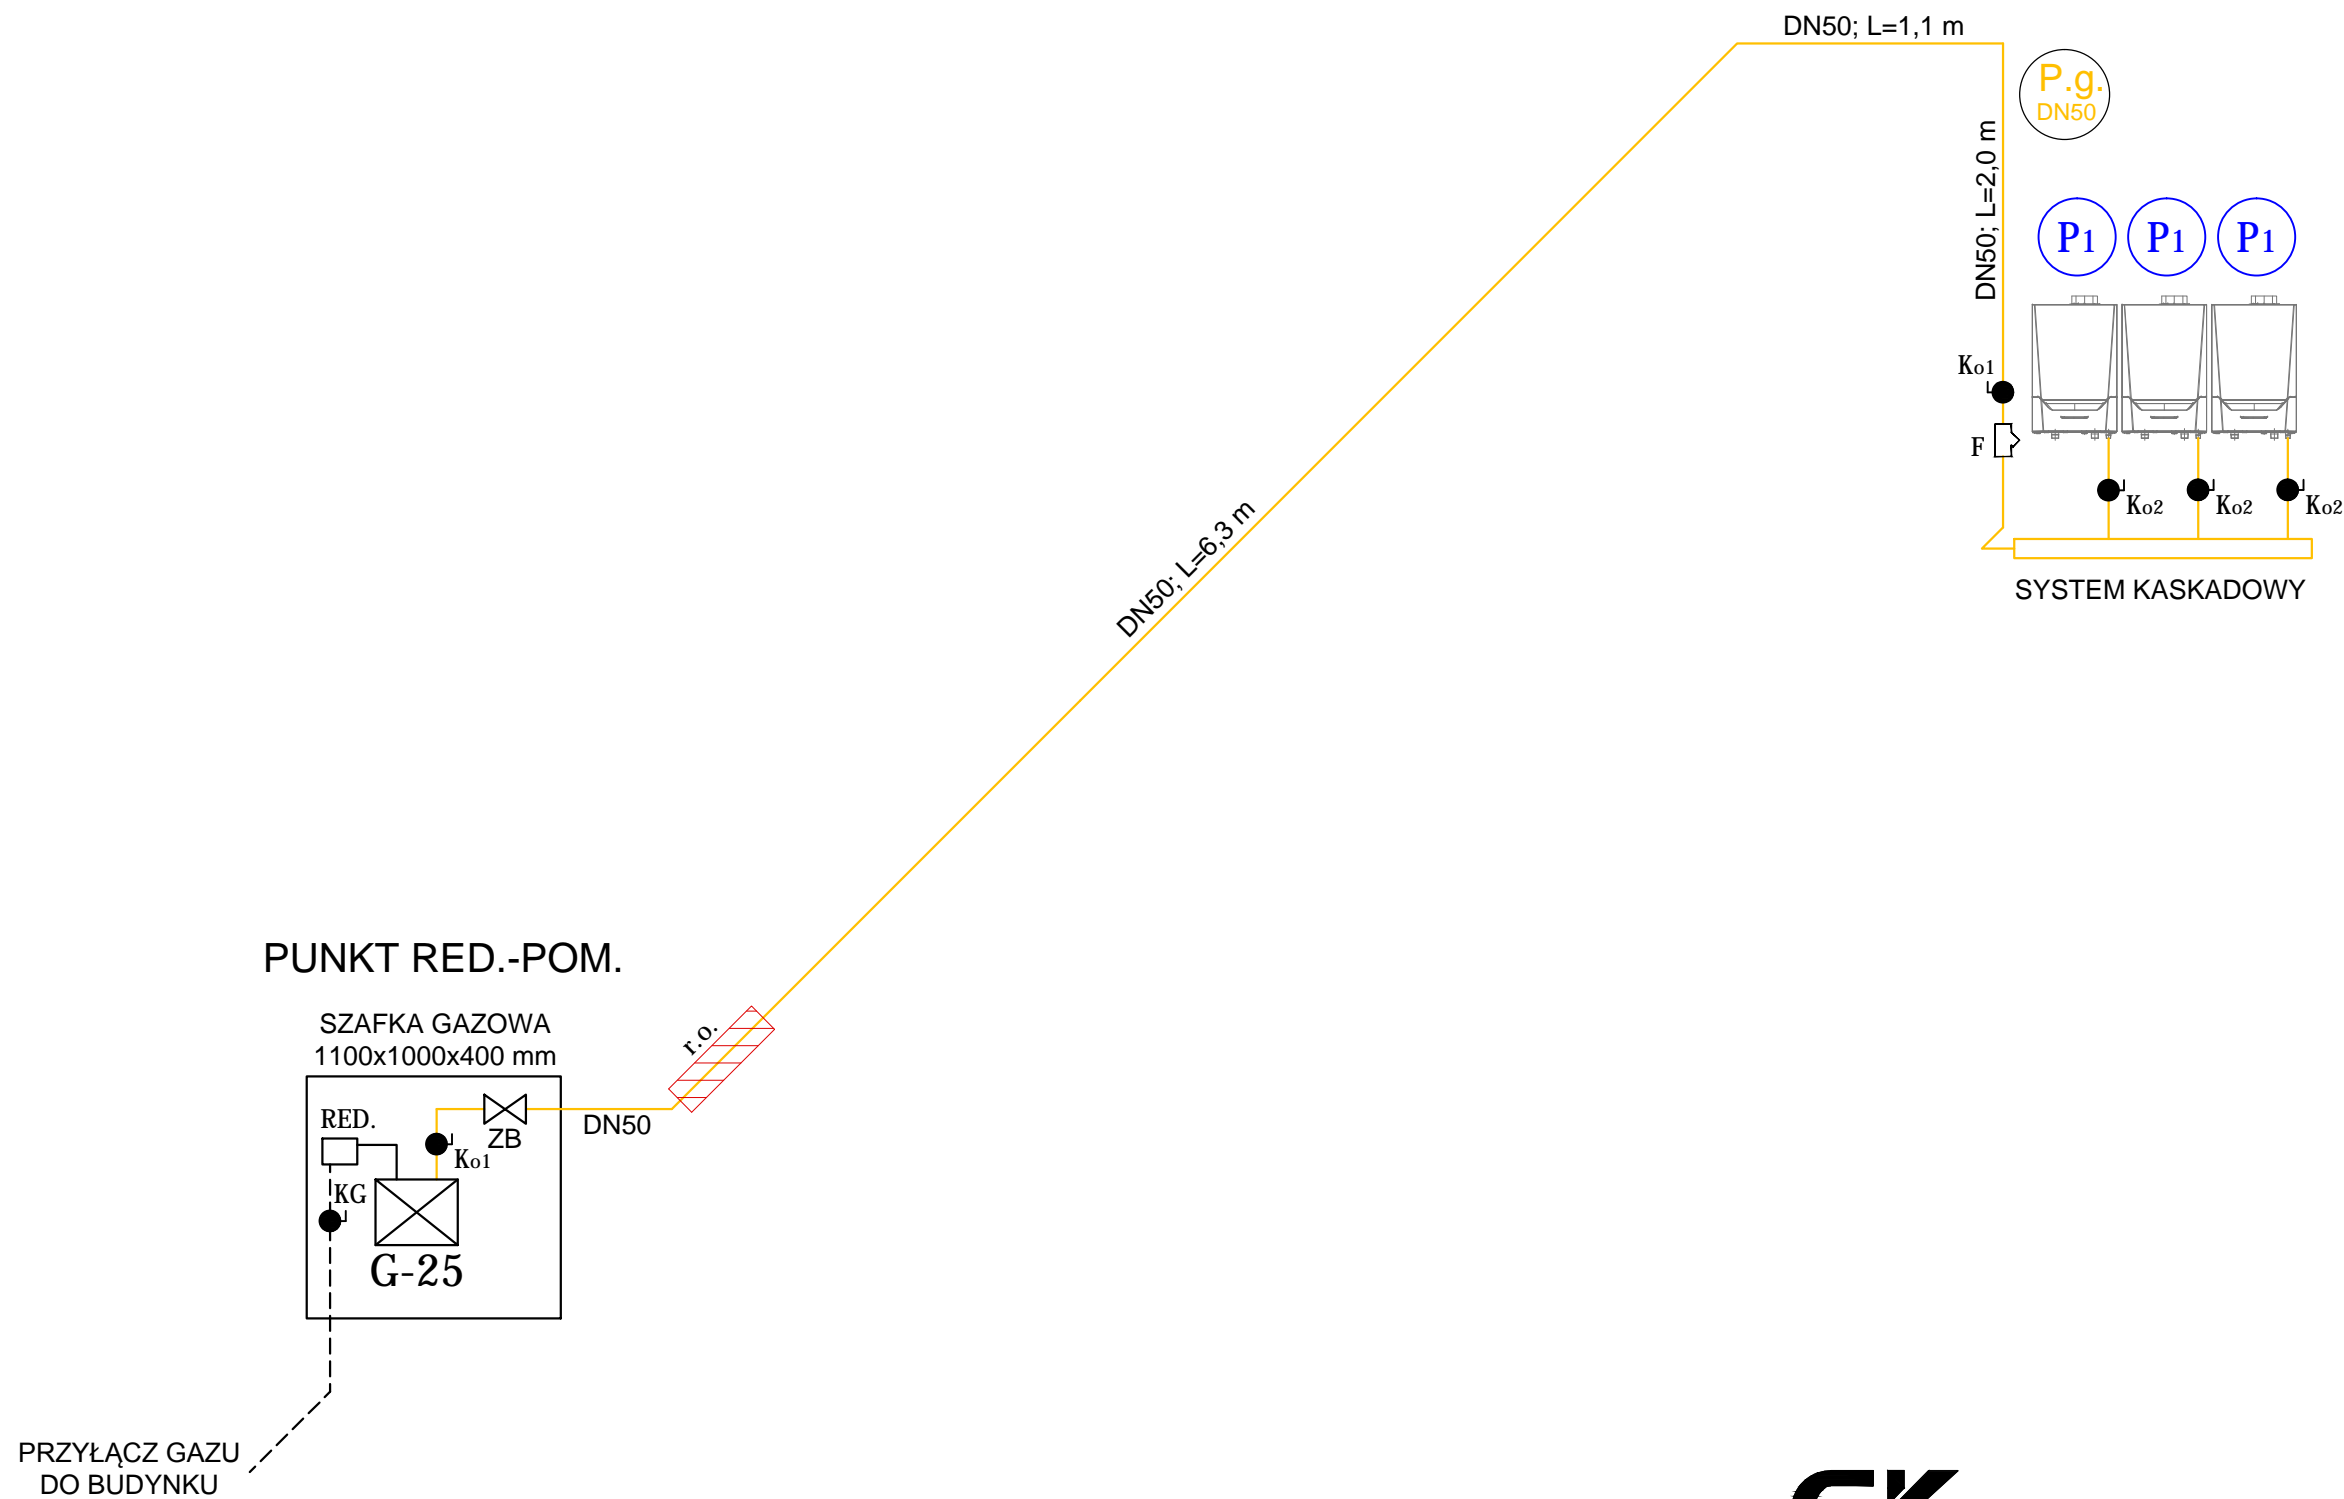 DN50; L=1,1 m
P.g.
DN50
DN50; L=2,0 m
P1 P1 P1
Ko1
F
Ko2 Ko2 Ko2
SYSTEM KASKADOWY
DN50; L=6,3 m
PUNKT RED.-POM.
SZAFKA GAZOWA
1100x1000x400 mm
r.o.
RED.
ZB
DN50
Ko1
KG
G-25
PRZYŁĄCZ GAZU
DO BUDYNKU